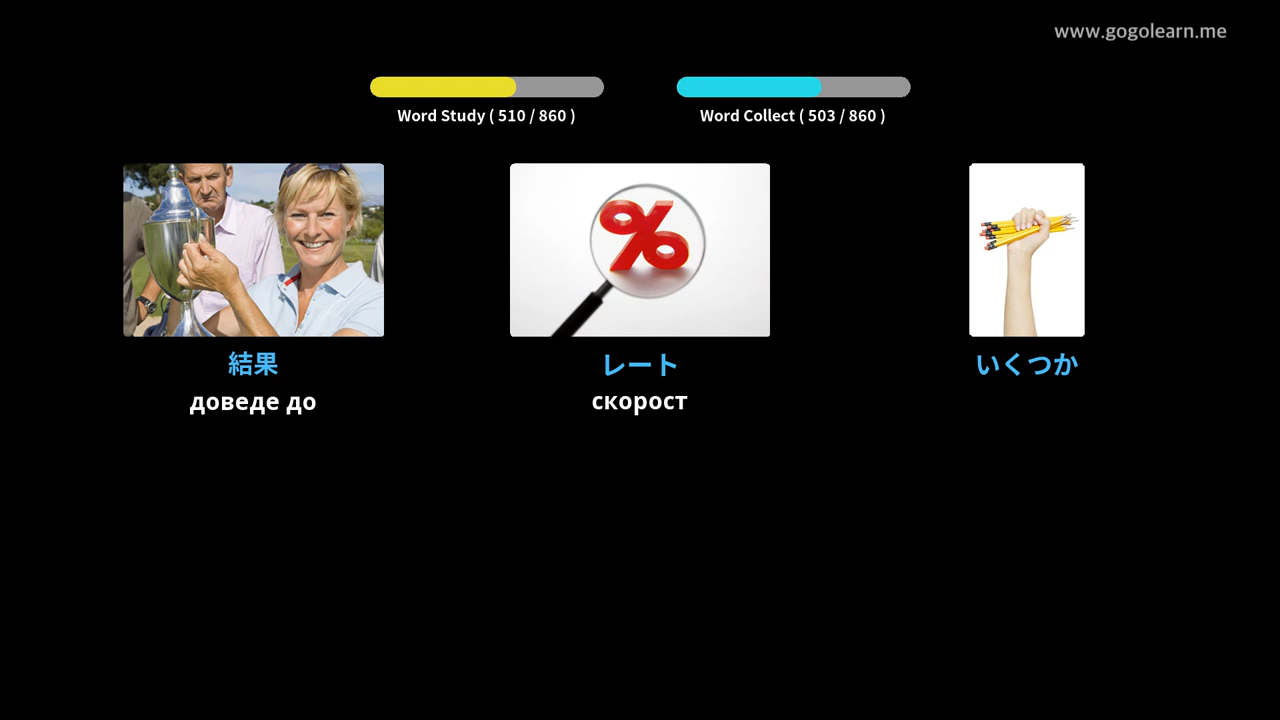 www.gogolearn.me
Word Study ( 510 / 860 )
Word Collect ( 503 / 860 )
結果
レート
いくつか
доведе до
скорост